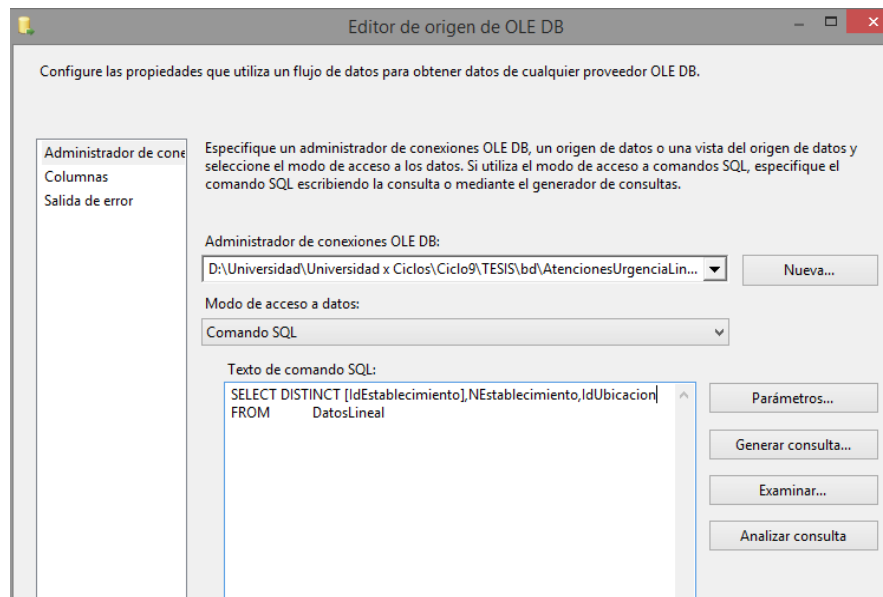 Editor de origen de OLE DB
Configure las propiedades que utiliza un flujo de datos para obtener datos de cualquier proveedor OLE DB.
Administrador de cone
Columnas
Salida de error
Especifique un administrador de conexiones OLE DB, un origen de datos o una vista del origen de datos y
seleccione el modo de acceso a los datos. Si utiliza el modo de acceso a comandos SQL, especifique el
comando SQL escribiendo la consulta o mediante el generador de consultas.
Administrador de conexiones OLE DB:
D:\Universidad\Universidad x Ciclos\Ciclo9\TESIS\bd\AtencionesUrgenciaLin...
Nueva...
Modo de acceso a datos:
Comando SQL
Texto de comando SQL:
SELECT DISTINCT [IdEstablecimiento],NEstablecimiento,IdUbicacion
FROM DatosLineal
Parámetros...
Generar consulta...
Examinar...
Analizar consulta